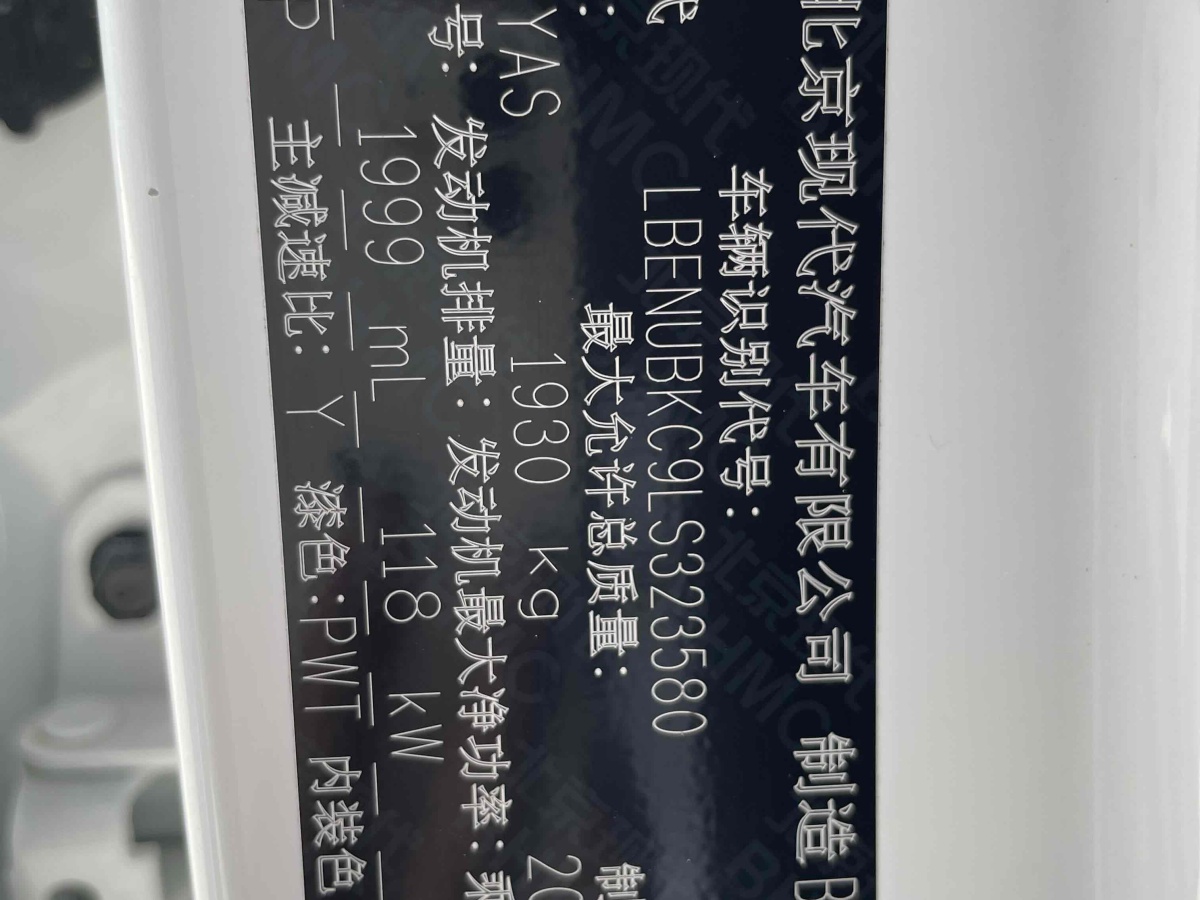 北京现代汽车有限公司 制造 B
车辆识别代号:
LBENUBKC9LS323580
最大允许总质量: 制
YAS 1930 kg 20
号: 发动机排量: 发动机最大净功率: 乘
1999 mL 118 kW
主减速比: Y 漆色:PWT 内装色